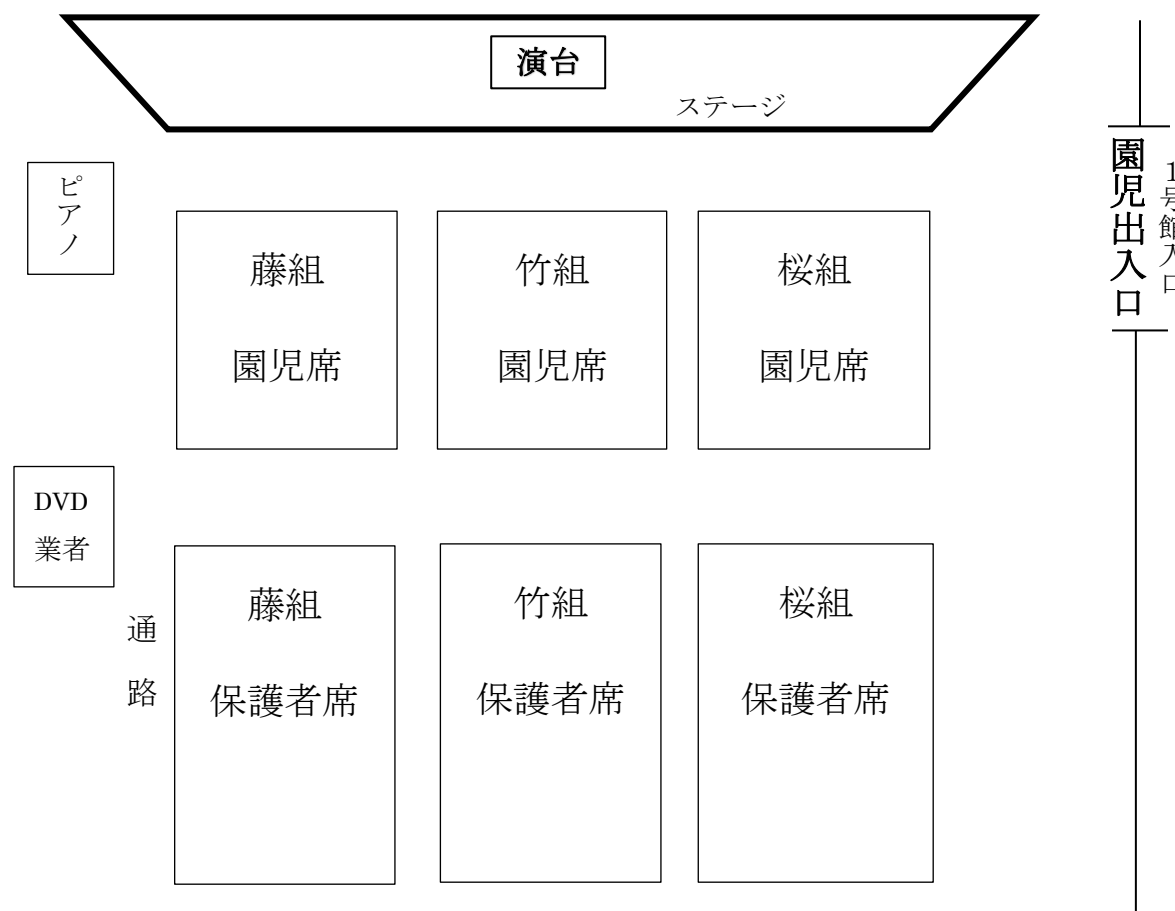 演台
ステージ
園児出入口
1号館入口
ピアノ
藤組
園児席
竹組
園児席
桜組
園児席
DVD
業者
通路
藤組
保護者席
竹組
保護者席
桜組
保護者席